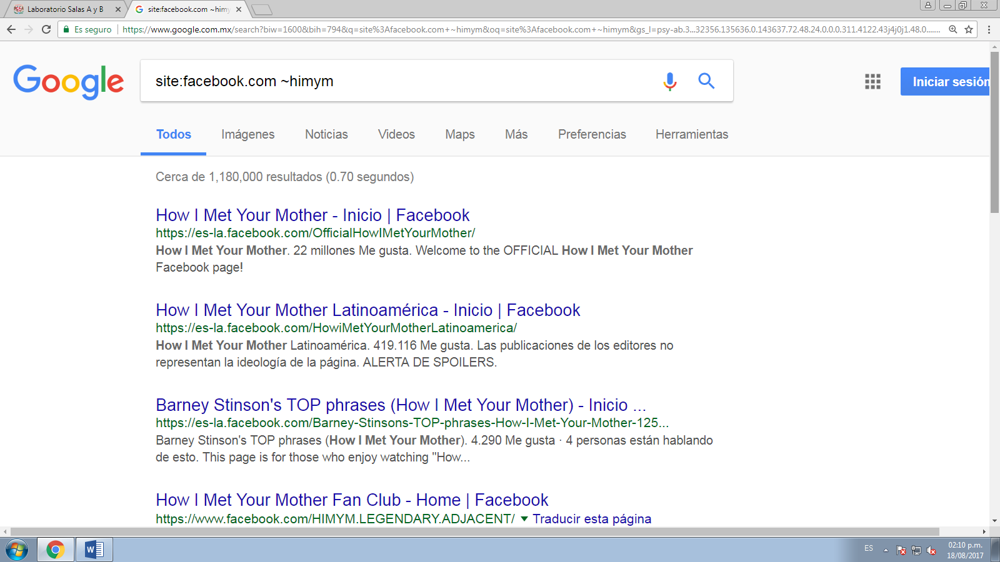 Laboratorio Salas A y B
site:facebook.com ~himy
Es seguro
https://www.google.com.mx/search?biw=1600&bih=794&q=site%3Afacebook.com+~himym&oq=site%3Afacebook.com+~himym&gs_l=psy-ab.3...32356.135636.0.143637.72.48.24.0.0.0.311.4122.43j4j0j1.48.0.......
Google
site:facebook.com ~himym
Iniciar sesión
Todos Imágenes Noticias Videos Maps Más Preferencias Herramientas
Cerca de 1,180,000 resultados (0.70 segundos)
How I Met Your Mother - Inicio | Facebook
https://es-la.facebook.com/OfficialHowIMetYourMother/
How I Met Your Mother. 22 millones Me gusta. Welcome to the OFFICIAL How I Met Your Mother
Facebook page!
How I Met Your Mother Latinoamérica - Inicio | Facebook
https://es-la.facebook.com/HowiMetYourMotherLatinoamerica/
How I Met Your Mother Latinoamérica. 419.116 Me gusta. Las publicaciones de los editores no
representan la ideología de la página. ALERTA DE SPOILERS.
Barney Stinson's TOP phrases (How I Met Your Mother) - Inicio ...
https://es-la.facebook.com/Barney-Stinsons-TOP-phrases-How-I-Met-Your-Mother-125...
Barney Stinson's TOP phrases (How I Met Your Mother). 4.290 Me gusta · 4 personas están hablando
de esto. This page is for those who enjoy watching "How...
How I Met Your Mother Fan Club - Home | Facebook
https://www.facebook.com/HIMYM.LEGENDARY.ADJACENT/ Traducir esta página
ES
02:10 p.m.
18/08/2017